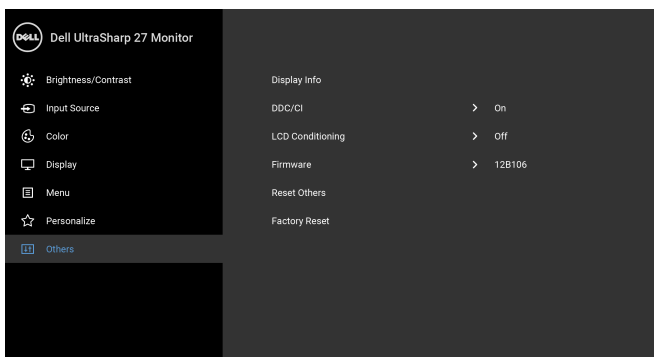 DELL
Dell UltraSharp 27 Monitor
Brightness/Contrast
Input Source
Color
Display
Menu
Personalize
Others
Display Info
DDC/CI > On
LCD Conditioning > Off
Firmware > 12B106
Reset Others
Factory Reset